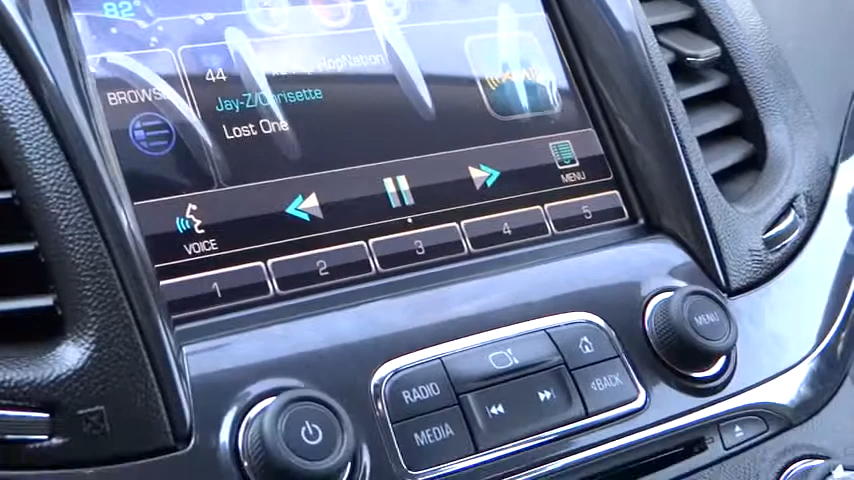 82°
44
HopNation
BROWSE
Jay-Z/Chrisette
Lost One
((XM))
MENU
VOICE
1 2 3 4 5
MENU
RADIO
BACK
MEDIA